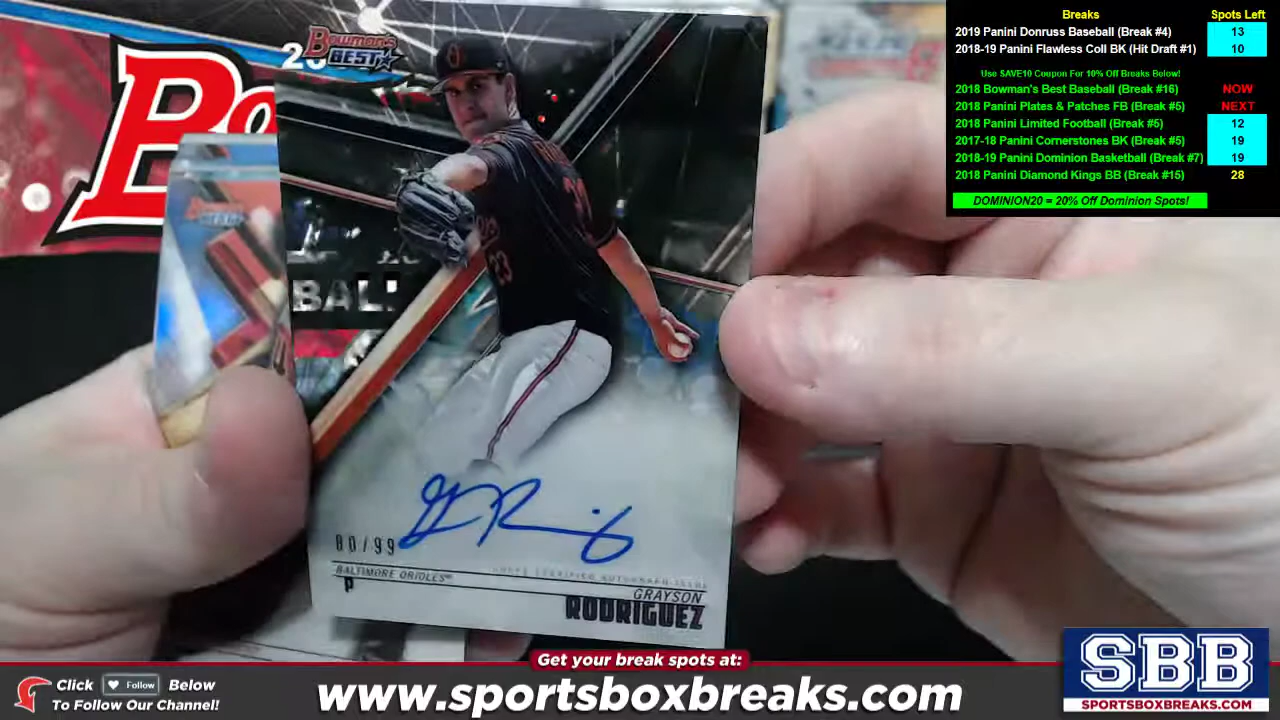 Breaks Spots Left
2019 Panini Donruss Baseball (Break #4) 13
2018-19 Panini Flawless Coll BK (Hit Draft #1) 10
Use SAVE10 Coupon For 10% Off Breaks Below!
2018 Bowman's Best Baseball (Break #16) NOW
2018 Panini Plates & Patches FB (Break #5) NEXT
2018 Panini Limited Football (Break #5) 12
2017-18 Panini Cornerstones BK (Break #5) 19
2018-19 Panini Dominion Basketball (Break #7) 19
2018 Panini Diamond Kings BB (Break #15) 28
DOMINION20 = 20% Off Dominion Spots!
Bowman's
BEST
80/99
BALTIMORE ORIOLES
P
TOPPS CERTIFIED AUTOGRAPH ISSUE
GRAYSON
RODRIGUEZ
Get your break spots at:
Click Follow Below
To Follow Our Channel!
www.sportsboxbreaks.com
SBB
SPORTSBOXBREAKS.COM